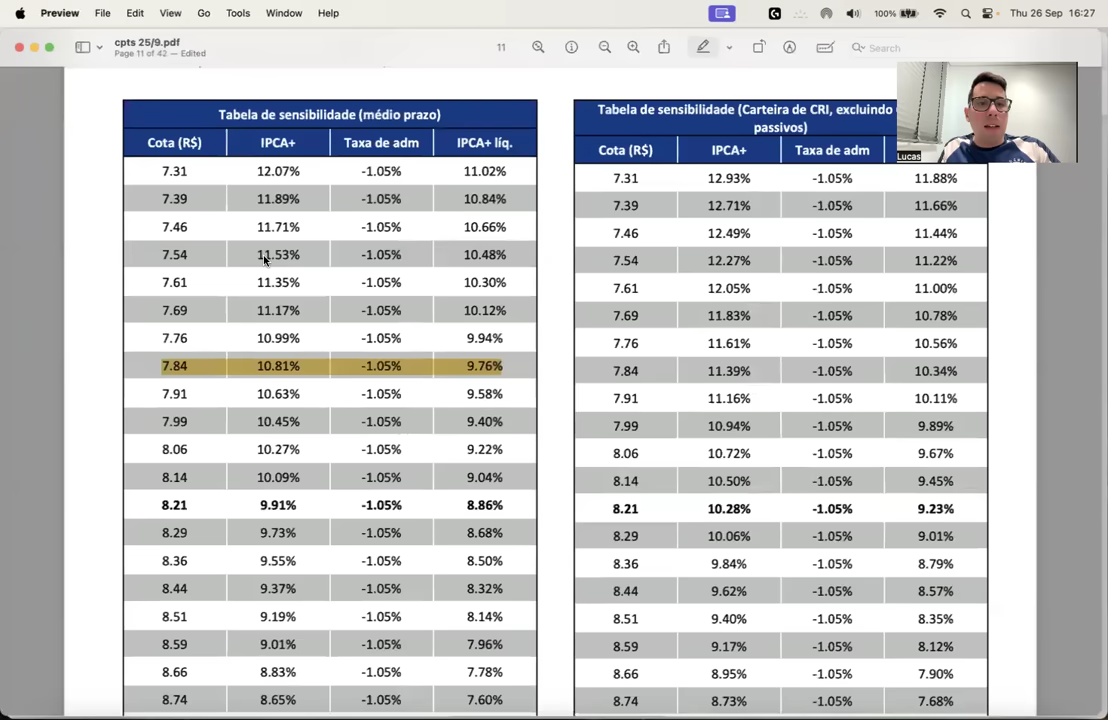 Preview File Edit View Go Tools Window Help 100% Thu 26 Sep 16:27
cpts 25/9.pdf
Page 11 of 42 — Edited
11
Search
Lucas
Tabela de sensibilidade (médio prazo)
Cota (R$) IPCA+ Taxa de adm IPCA+ líq.
7.31 12.07% -1.05% 11.02%
7.39 11.89% -1.05% 10.84%
7.46 11.71% -1.05% 10.66%
7.54 11.53% -1.05% 10.48%
7.61 11.35% -1.05% 10.30%
7.69 11.17% -1.05% 10.12%
7.76 10.99% -1.05% 9.94%
7.84 10.81% -1.05% 9.76%
7.91 10.63% -1.05% 9.58%
7.99 10.45% -1.05% 9.40%
8.06 10.27% -1.05% 9.22%
8.14 10.09% -1.05% 9.04%
8.21 9.91% -1.05% 8.86%
8.29 9.73% -1.05% 8.68%
8.36 9.55% -1.05% 8.50%
8.44 9.37% -1.05% 8.32%
8.51 9.19% -1.05% 8.14%
8.59 9.01% -1.05% 7.96%
8.66 8.83% -1.05% 7.78%
8.74 8.65% -1.05% 7.60%
Tabela de sensibilidade (Carteira de CRI, excluindo
passivos)
Cota (R$) IPCA+ Taxa de adm
7.31 12.93% -1.05% 11.88%
7.39 12.71% -1.05% 11.66%
7.46 12.49% -1.05% 11.44%
7.54 12.27% -1.05% 11.22%
7.61 12.05% -1.05% 11.00%
7.69 11.83% -1.05% 10.78%
7.76 11.61% -1.05% 10.56%
7.84 11.39% -1.05% 10.34%
7.91 11.16% -1.05% 10.11%
7.99 10.94% -1.05% 9.89%
8.06 10.72% -1.05% 9.67%
8.14 10.50% -1.05% 9.45%
8.21 10.28% -1.05% 9.23%
8.29 10.06% -1.05% 9.01%
8.36 9.84% -1.05% 8.79%
8.44 9.62% -1.05% 8.57%
8.51 9.40% -1.05% 8.35%
8.59 9.17% -1.05% 8.12%
8.66 8.95% -1.05% 7.90%
8.74 8.73% -1.05% 7.68%